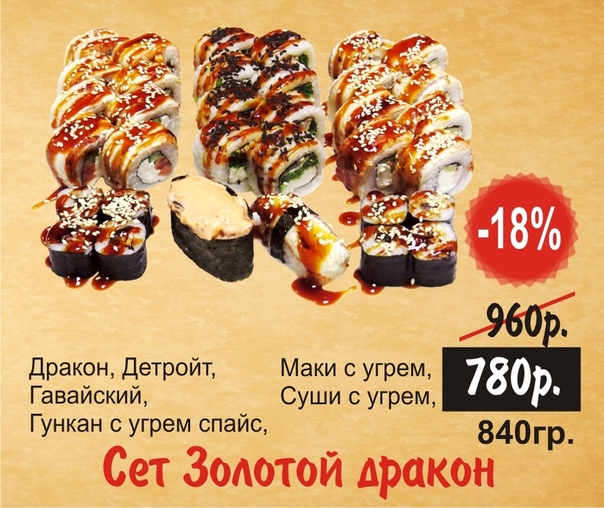 -18%
960р.
780р.
840гр.
Дракон, Детройт,
Гавайский,
Гункан с угрем спайс,
Маки с угрем,
Суши с угрем,
Сет Золотой дракон